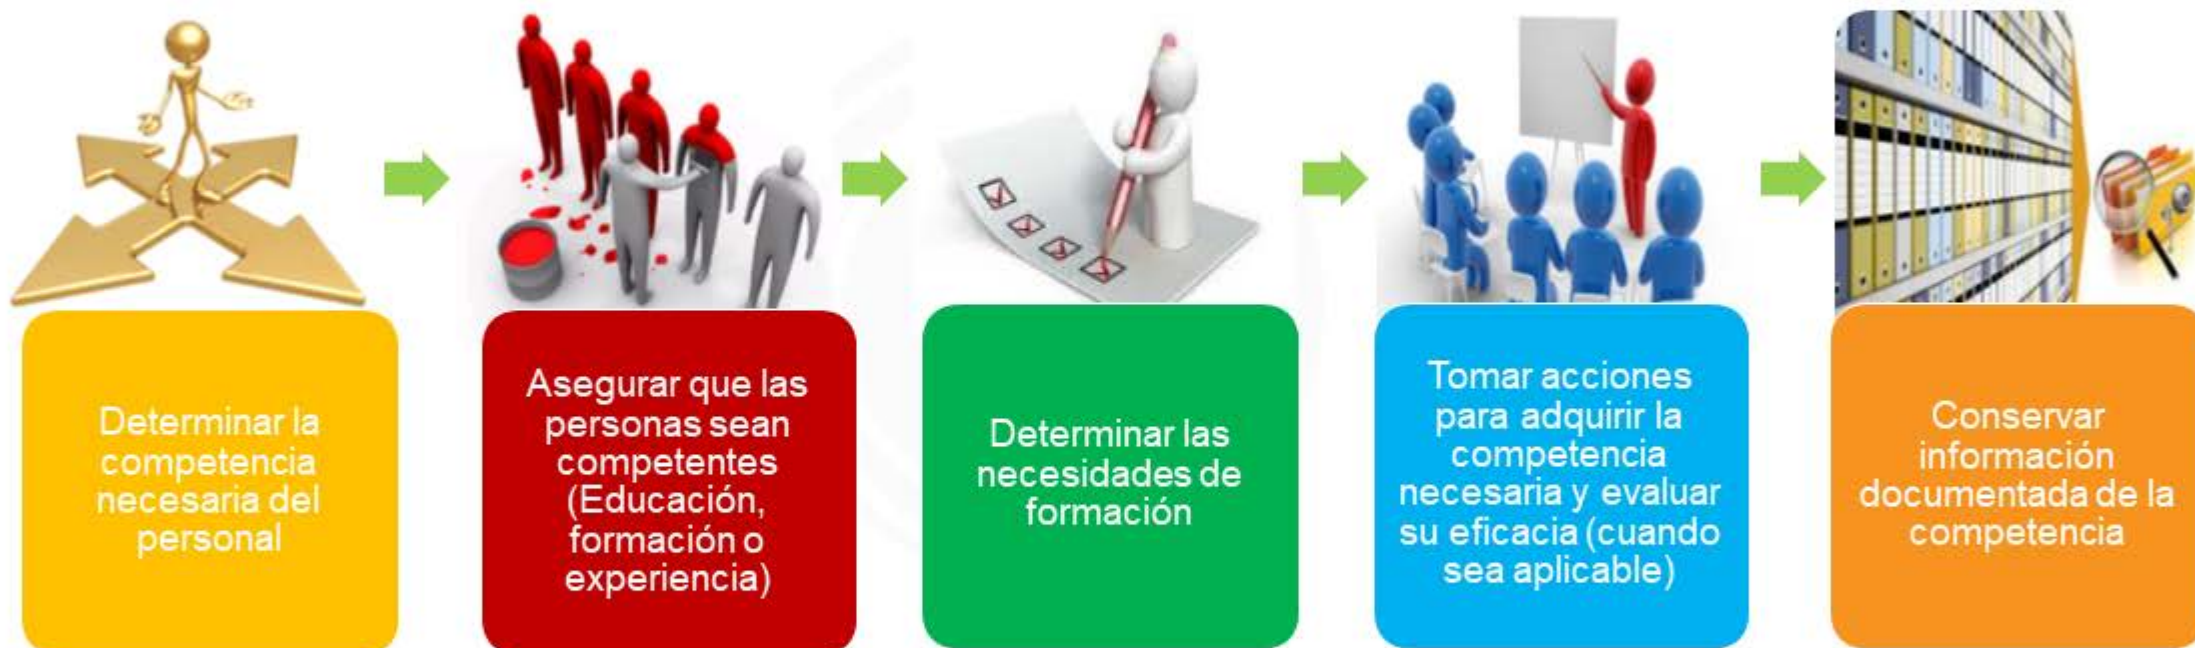 Determinar la
competencia
necesaria del
personal
Asegurar que las
personas sean
competentes
(Educación,
formación o
experiencia)
Determinar las
necesidades de
formación
Tomar acciones
para adquirir la
competencia
necesaria y evaluar
su eficacia (cuando
sea aplicable)
Conservar
información
documentada de la
competencia